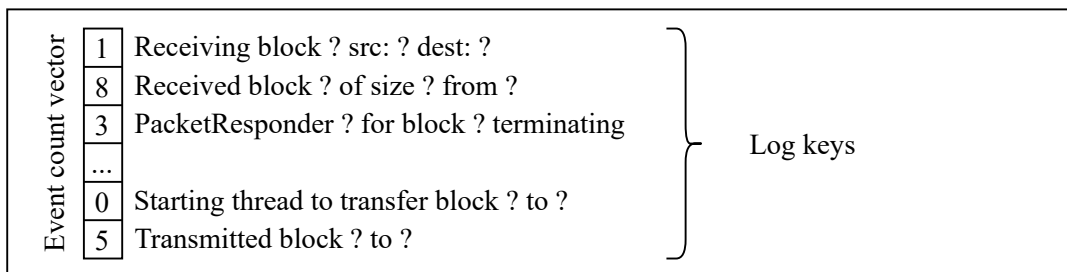 Event count vector
1 Receiving block ? src: ? dest: ?
8 Received block ? of size ? from ?
3 PacketResponder ? for block ? terminating
...
0 Starting thread to transfer block ? to ?
5 Transmitted block ? to ?
Log keys